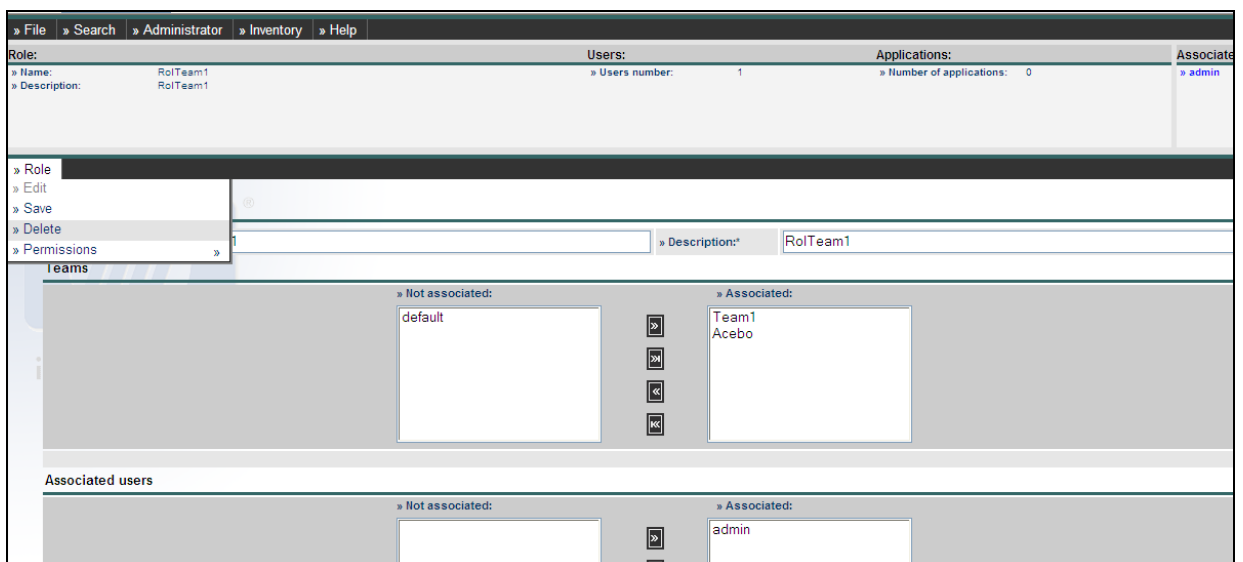 » File » Search » Administrator » Inventory » Help
Role: Users: Applications: Associate
» Name: RolTeam1 » Users number: 1 » Number of applications: 0 » admin
» Description: RolTeam1
» Role
» Edit
» Save
®
» Delete
» Permissions »
1 » Description:* RolTeam1
Teams
» Not associated: » Associated:
default Team1
Acebo
»
«
Associated users
» Not associated: » Associated:
admin
»